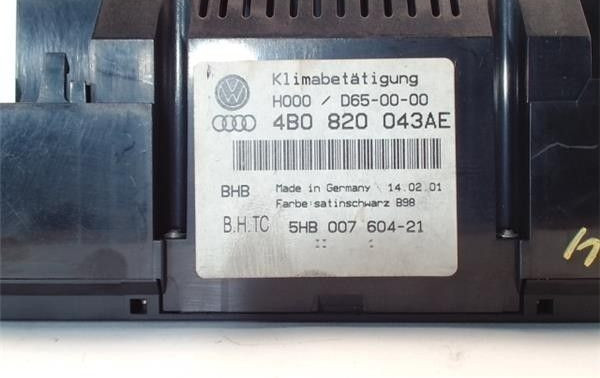 Klimabetätigung
H000 / D65-00-00
4B0 820 043AE
BHB Made in Germany 14.02.01
Farbe:satinschwarz B98
B.H.TC 5HB 007 604-21